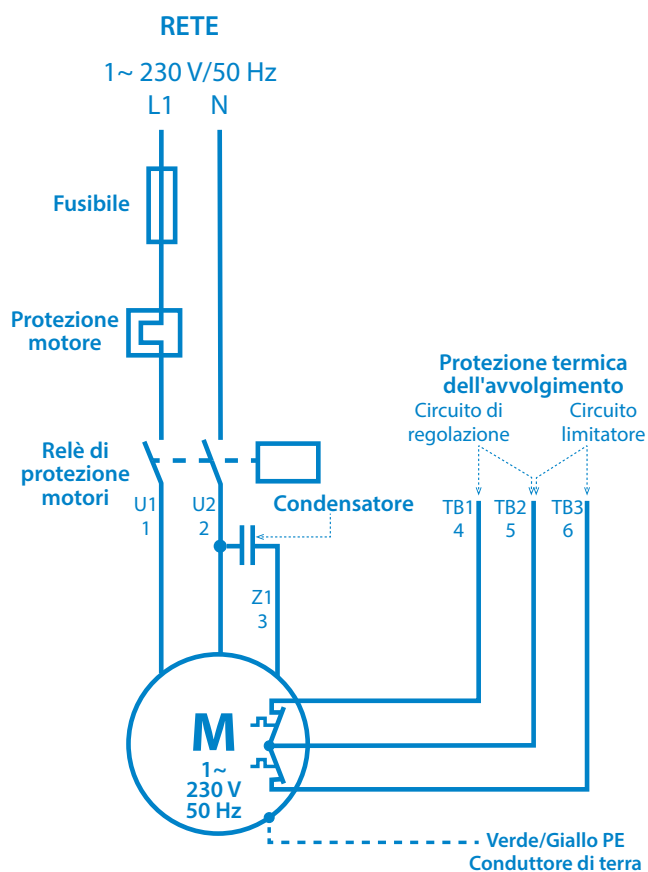 RETE
1~ 230 V/50 Hz
L1 N
Fusibile
Protezione
motore
Protezione termica
dell'avvolgimento
Circuito di
regolazione
Circuito
limitatore
Relè di
protezione
motori
U1
1
U2
2
Condensatore
TB1
4
TB2
5
TB3
6
Z1
3
M
1~
230 V
50 Hz
Verde/Giallo PE
Conduttore di terra